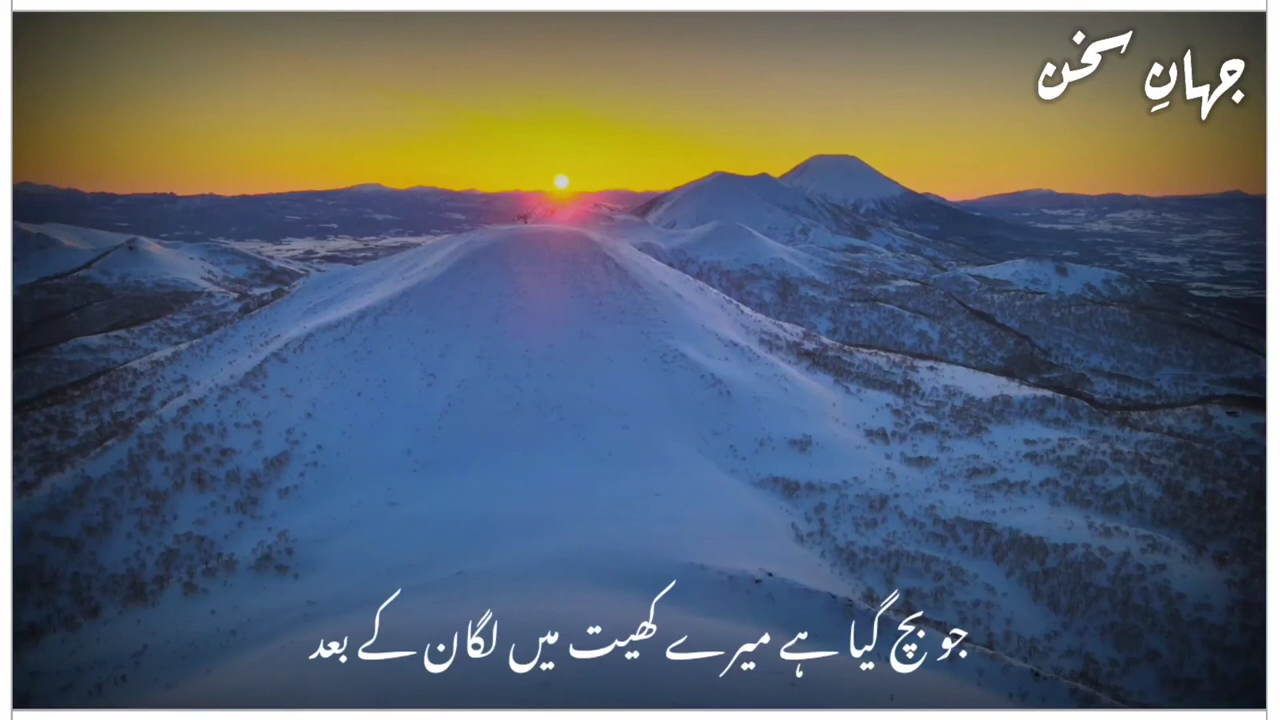 جہانِ سخن
جو بچ گیا ہے میرے کھیت میں لگان کے بعد